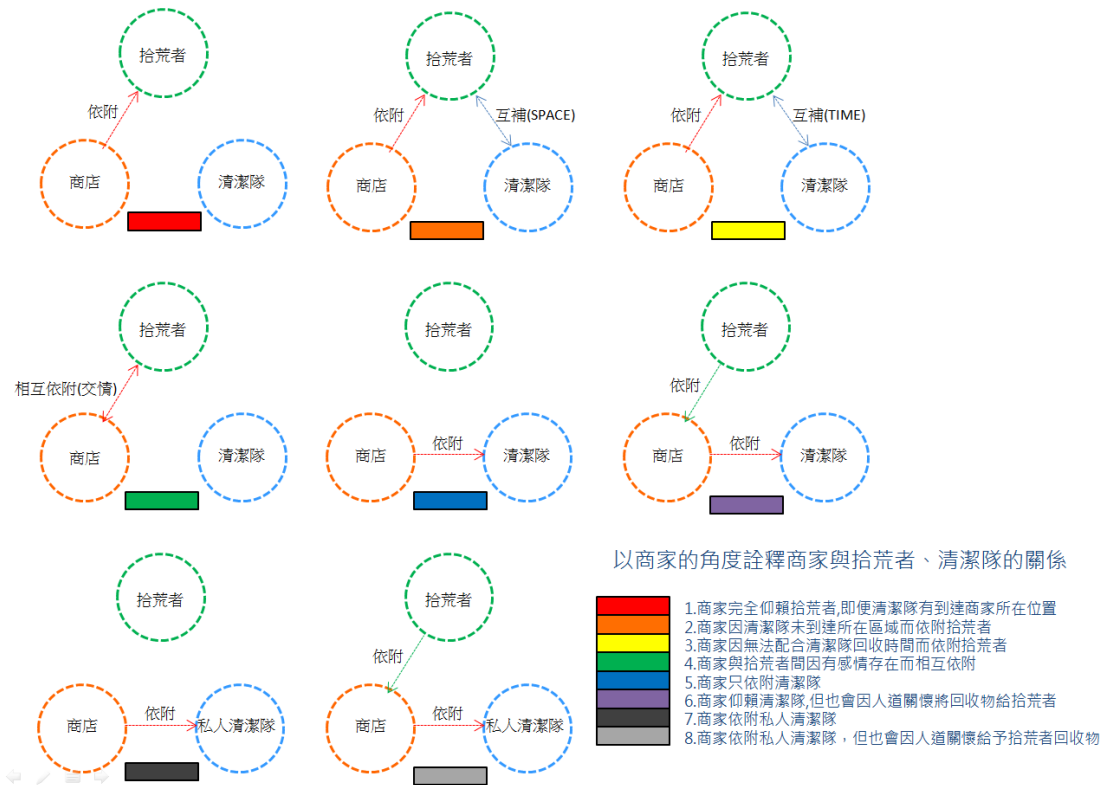 拾荒者
依附
商店
清潔隊
拾荒者
依附
互補(SPACE)
商店
清潔隊
拾荒者
依附
互補(TIME)
商店
清潔隊
拾荒者
相互依附(交情)
商店
清潔隊
拾荒者
依附
商店
清潔隊
拾荒者
依附
依附
商店
清潔隊
拾荒者
依附
商店
私人清潔隊
拾荒者
依附
依附
商店
私人清潔隊
以商家的角度詮釋商家與拾荒者、清潔隊的關係
1.商家完全仰賴拾荒者,即便清潔隊有到達商家所在位置
2.商家因清潔隊未到達所在區域而依附拾荒者
3.商家因無法配合清潔隊回收時間而依附拾荒者
4.商家與拾荒者間因有感情存在而相互依附
5.商家只依附清潔隊
6.商家仰賴清潔隊,但也會因人道關懷將回收物給拾荒者
7.商家依附私人清潔隊
8.商家依附私人清潔隊，但也會因人道關懷給予拾荒者回收物